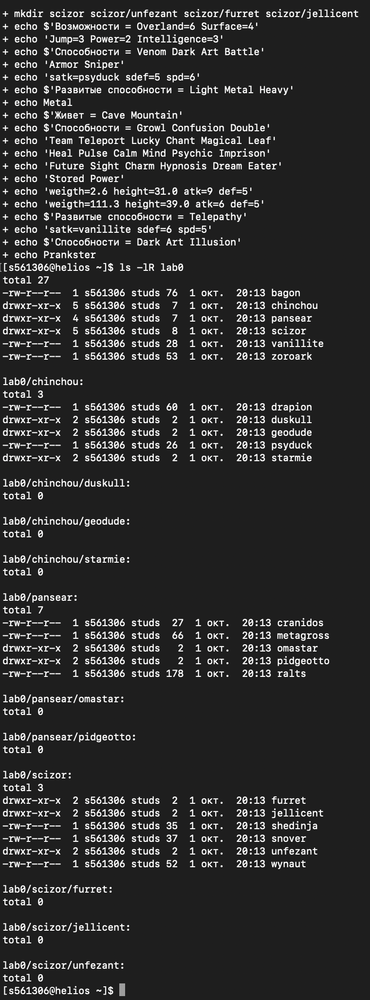 + mkdir scizor scizor/unfezant scizor/furret scizor/jellicent
+ echo $'Возможности = Overland=6 Surface=4'
+ echo 'Jump=3 Power=2 Intelligence=3'
+ echo $'Способности = Venom Dark Art Battle'
+ echo 'Armor Sniper'
+ echo 'satk=psyduck sdef=5 spd=6'
+ echo $'Развитые способности = Light Metal Heavy'
+ echo Metal
+ echo $'Живет = Cave Mountain'
+ echo $'Способности = Growl Confusion Double'
+ echo 'Team Teleport Lucky Chant Magical Leaf'
+ echo 'Heal Pulse Calm Mind Psychic Imprison'
+ echo 'Future Sight Charm Hypnosis Dream Eater'
+ echo 'Stored Power'
+ echo 'weigth=2.6 height=31.0 atk=9 def=5'
+ echo 'weigth=111.3 height=39.0 atk=6 def=5'
+ echo $'Развитые способности = Telepathy'
+ echo 'satk=vanillite sdef=6 spd=5'
+ echo $'Способности = Dark Art Illusion'
+ echo Prankster
[[s561306@helios ~]$ ls -lR lab0
total 27
-rw-r--r--  1 s561306 studs 76  1 окт.  20:13 bagon
drwxr-xr-x  5 s561306 studs  7  1 окт.  20:13 chinchou
drwxr-xr-x  4 s561306 studs  7  1 окт.  20:13 pansear
drwxr-xr-x  5 s561306 studs  8  1 окт.  20:13 scizor
-rw-r--r--  1 s561306 studs 28  1 окт.  20:13 vanillite
-rw-r--r--  1 s561306 studs 53  1 окт.  20:13 zoroark

lab0/chinchou:
total 3
-rw-r--r--  1 s561306 studs 60  1 окт.  20:13 drapion
drwxr-xr-x  2 s561306 studs  2  1 окт.  20:13 duskull
drwxr-xr-x  2 s561306 studs  2  1 окт.  20:13 geodude
-rw-r--r--  1 s561306 studs 26  1 окт.  20:13 psyduck
drwxr-xr-x  2 s561306 studs  2  1 окт.  20:13 starmie

lab0/chinchou/duskull:
total 0

lab0/chinchou/geodude:
total 0

lab0/chinchou/starmie:
total 0

lab0/pansear:
total 7
-rw-r--r--  1 s561306 studs  27  1 окт.  20:13 cranidos
-rw-r--r--  1 s561306 studs  66  1 окт.  20:13 metagross
drwxr-xr-x  2 s561306 studs   2  1 окт.  20:13 omastar
drwxr-xr-x  2 s561306 studs   2  1 окт.  20:13 pidgeotto
-rw-r--r--  1 s561306 studs 178  1 окт.  20:13 ralts

lab0/pansear/omastar:
total 0

lab0/pansear/pidgeotto:
total 0

lab0/scizor:
total 3
drwxr-xr-x  2 s561306 studs  2  1 окт.  20:13 furret
drwxr-xr-x  2 s561306 studs  2  1 окт.  20:13 jellicent
-rw-r--r--  1 s561306 studs 35  1 окт.  20:13 shedinja
-rw-r--r--  1 s561306 studs 37  1 окт.  20:13 snover
drwxr-xr-x  2 s561306 studs  2  1 окт.  20:13 unfezant
-rw-r--r--  1 s561306 studs 52  1 окт.  20:13 wynaut

lab0/scizor/furret:
total 0

lab0/scizor/jellicent:
total 0

lab0/scizor/unfezant:
total 0
[s561306@helios ~]$